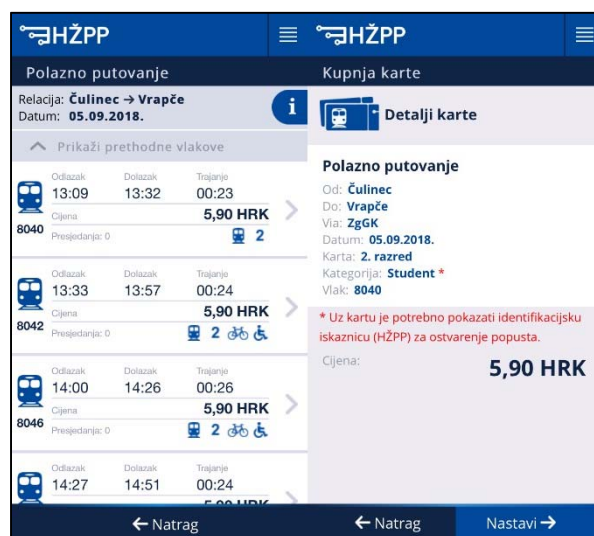 HŽPP
Polazno putovanje
Relacija: Čulinec → Vrapče
Datum: 05.09.2018.
i
Prikaži prethodne vlakove
Odlazak Dolazak Trajanje
13:09 13:32 00:23
Cijena 5,90 HRK
8040 Presjedanja: 0 2
Odlazak Dolazak Trajanje
13:33 13:57 00:24
Cijena 5,90 HRK
8042 Presjedanja: 0 2
Odlazak Dolazak Trajanje
14:00 14:26 00:26
Cijena 5,90 HRK
8046 Presjedanja: 0 2
Odlazak Dolazak Trajanje
14:27 14:51 00:24
5,90 HRK
← Natrag
HŽPP
Kupnja karte
Detalji karte
Polazno putovanje
Od: Čulinec
Do: Vrapče
Via: ZgGK
Datum: 05.09.2018.
Karta: 2. razred
Kategorija: Student *
Vlak: 8040
* Uz kartu je potrebno pokazati identifikacijsku
iskaznicu (HŽPP) za ostvarenje popusta.
Cijena: 5,90 HRK
← Natrag Nastavi →